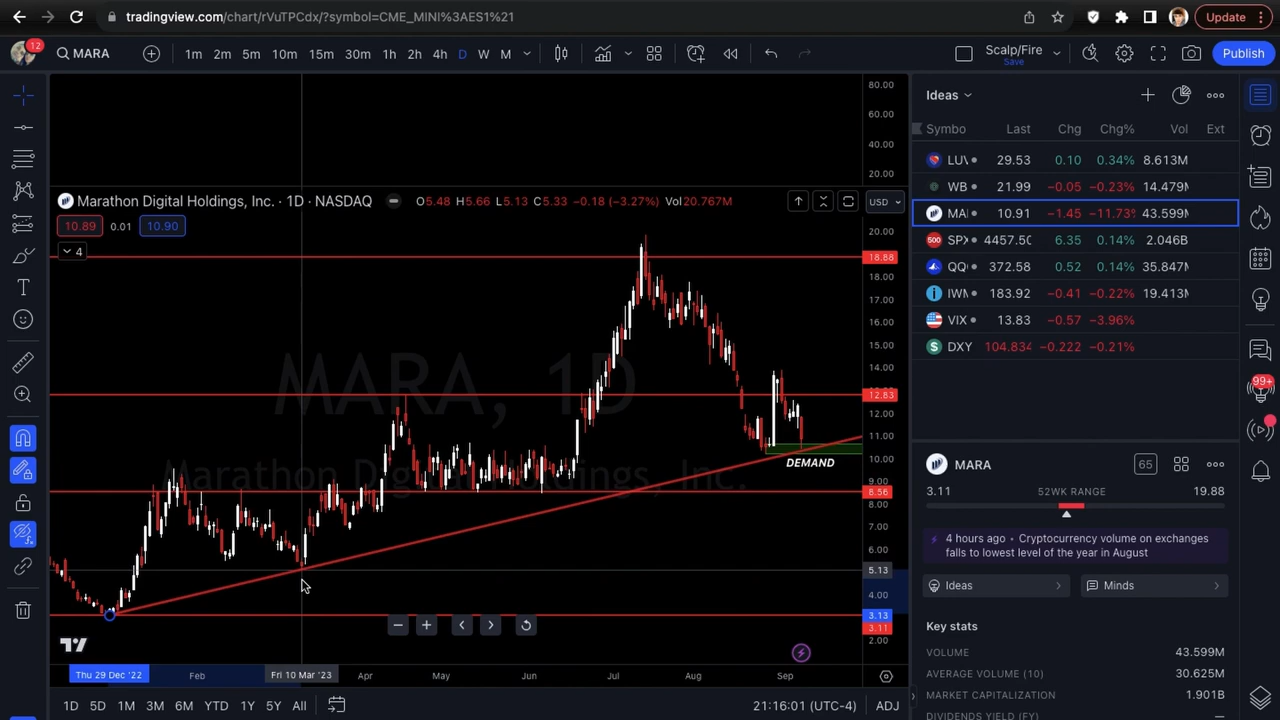 tradingview.com/chart/rVuTPCdx/?symbol=CME_MINI%3AES1%21
Update
12
MARA
1m 2m 5m 10m 15m 30m 1h 2h 4h D W M
Scalp/Fire
Save
Publish
80.00
60.00
40.00
20.00
Marathon Digital Holdings, Inc. · 1D · NASDAQ
O5.48 H5.66 L5.13 C5.33 −0.18 (−3.27%) Vol20.767M
USD
10.89 0.01 10.90
4
20.00
18.88
18.00
17.00
16.00
15.00
14.00
12.83
12.00
11.00
10.00
9.00
8.56
8.00
7.00
6.00
5.13
4.00
3.13
3.11
2.00
MARA, 1D
Marathon Digital Holdings, Inc.
DEMAND
Thu 29 Dec '22 Feb Fri 10 Mar '23 Apr May Jun Jul Aug Sep
1D 5D 1M 3M 6M YTD 1Y 5Y All
21:16:01 (UTC-4) ADJ
Ideas
Symbo Last Chg Chg% Vol Ext
LUV 29.53 0.10 0.34% 8.613M
WB 21.99 −0.05 −0.23% 14.479M
MA 10.91 −1.45 −11.73% 43.599M
500 SPX 4457.50 6.35 0.14% 2.046B
QQ 372.58 0.52 0.14% 35.847M
IWM 183.92 −0.41 −0.22% 19.413M
VIX 13.83 −0.57 −3.96%
DXY 104.834 −0.222 −0.21%
MARA
65
3.11 52WK RANGE 19.88
4 hours ago • Cryptocurrency volume on exchanges
falls to lowest level of the year in August
Ideas Minds
Key stats
VOLUME 43.599M
AVERAGE VOLUME (10) 30.625M
MARKET CAPITALIZATION 1.901B
DIVIDENDS YIELD (FY) —
99+